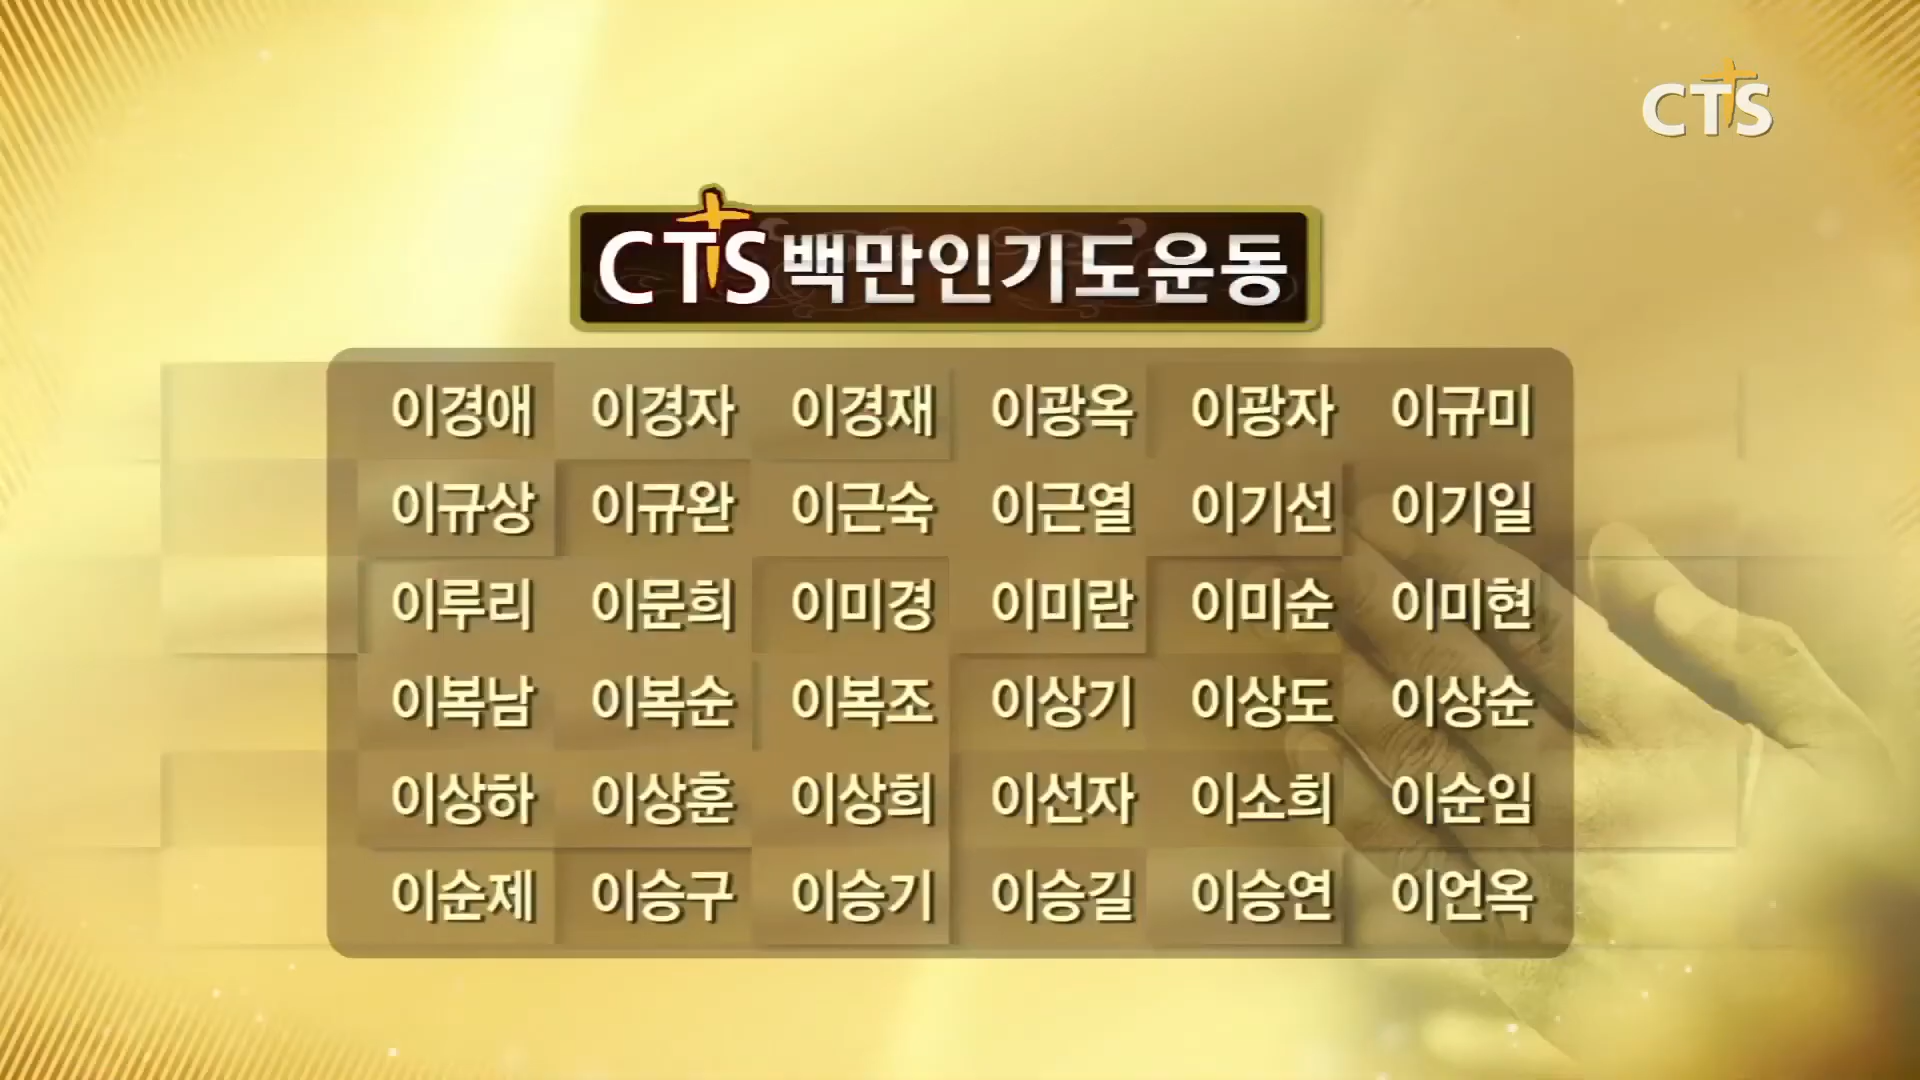 CTS
CTS백만인기도운동
이경애 이경자 이경재 이광옥 이광자 이규미
이규상 이규완 이근숙 이근열 이기선 이기일
이루리 이문희 이미경 이미란 이미순 이미현
이복남 이복순 이복조 이상기 이상도 이상순
이상하 이상훈 이상희 이선자 이소희 이순임
이순제 이승구 이승기 이승길 이승연 이언옥